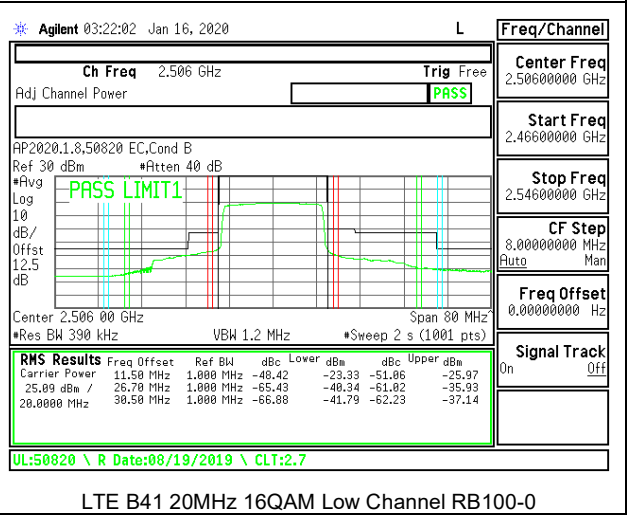 Agilent 03:22:02 Jan 16, 2020 L Freq/Channel
Ch Freq 2.506 GHz Trig Free
Adj Channel Power PASS
Center Freq
2.50600000 GHz
Start Freq
2.46600000 GHz
AP2020.1.8,50820 EC,Cond B
Ref 30 dBm #Atten 40 dB
#Avg
Log
10
dB/
Offst
12.5
dB
PASS LIMIT1
Stop Freq
2.54600000 GHz
CF Step
8.00000000 MHz
Auto Man
Freq Offset
0.00000000 Hz
Center 2.506 00 GHz Span 80 MHz^
#Res BW 390 kHz VBW 1.2 MHz #Sweep 2 s (1001 pts)
Signal Track
On Off
RMS Results Freq Offset Ref BW dBc Lower dBm dBc Upper dBm
Carrier Power 11.50 MHz 1.000 MHz -48.42 -23.33 -51.06 -25.97
25.09 dBm / 26.70 MHz 1.000 MHz -65.43 -40.34 -61.02 -35.93
20.0000 MHz 30.50 MHz 1.000 MHz -66.88 -41.79 -62.23 -37.14
UL:50820 \ R Date:08/19/2019 \ CLT:2.7
LTE B41 20MHz 16QAM Low Channel RB100-0